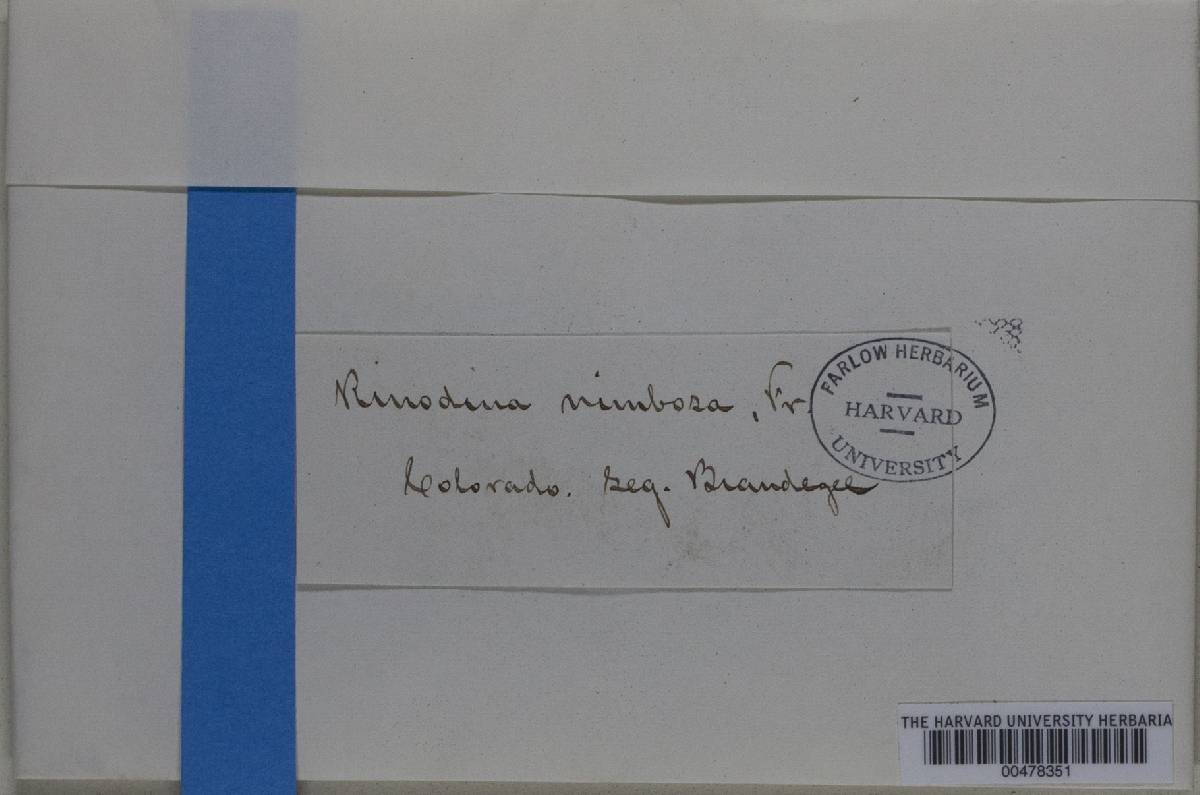 Rinodina nimbosa, Fr.
Colorado. Leg. Brandegee
FARLOW HERBARIUM
HARVARD
UNIVERSITY
THE HARVARD UNIVERSITY HERBARIA
00478351